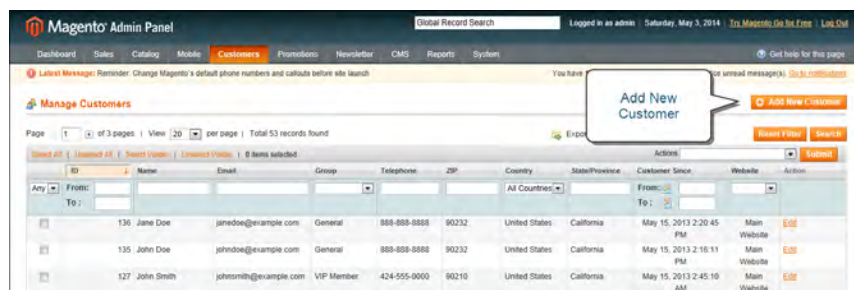 Magento Admin Panel
Global Record Search
Logged in as admin | Saturday, May 3, 2014 | Try Magento Go for Free | Log Out
Dashboard Sales Catalog Mobile Customers Promotions Newsletter CMS Reports System
Get help for this page
Latest Message: Reminder: Change Magento's default phone numbers and callouts before site launch
You have
unread message(s). Go to notifications
Manage Customers
Add New Customer
Add New
Customer
Page 1 of 3 pages | View 20 per page | Total 53 records found
Export
Reset Filter Search
Select All | Unselect All | Select Visible | Unselect Visible | 0 items selected
Actions
Submit
ID Name Email Group Telephone ZIP Country State/Province Customer Since Website Action
Any From: All Countries From:
To : To :
136 Jane Doe janedoe@example.com General 888-888-8888 90232 United States California May 15, 2013 2:20:45 PM Main Website Edit
135 John Doe johndoe@example.com General 888-888-8888 90232 United States California May 15, 2013 2:16:11 PM Main Website Edit
127 John Smith johnsmith@example.com VIP Member 424-555-0000 90210 United States California May 15, 2013 2:45:10 AM Main Website Edit